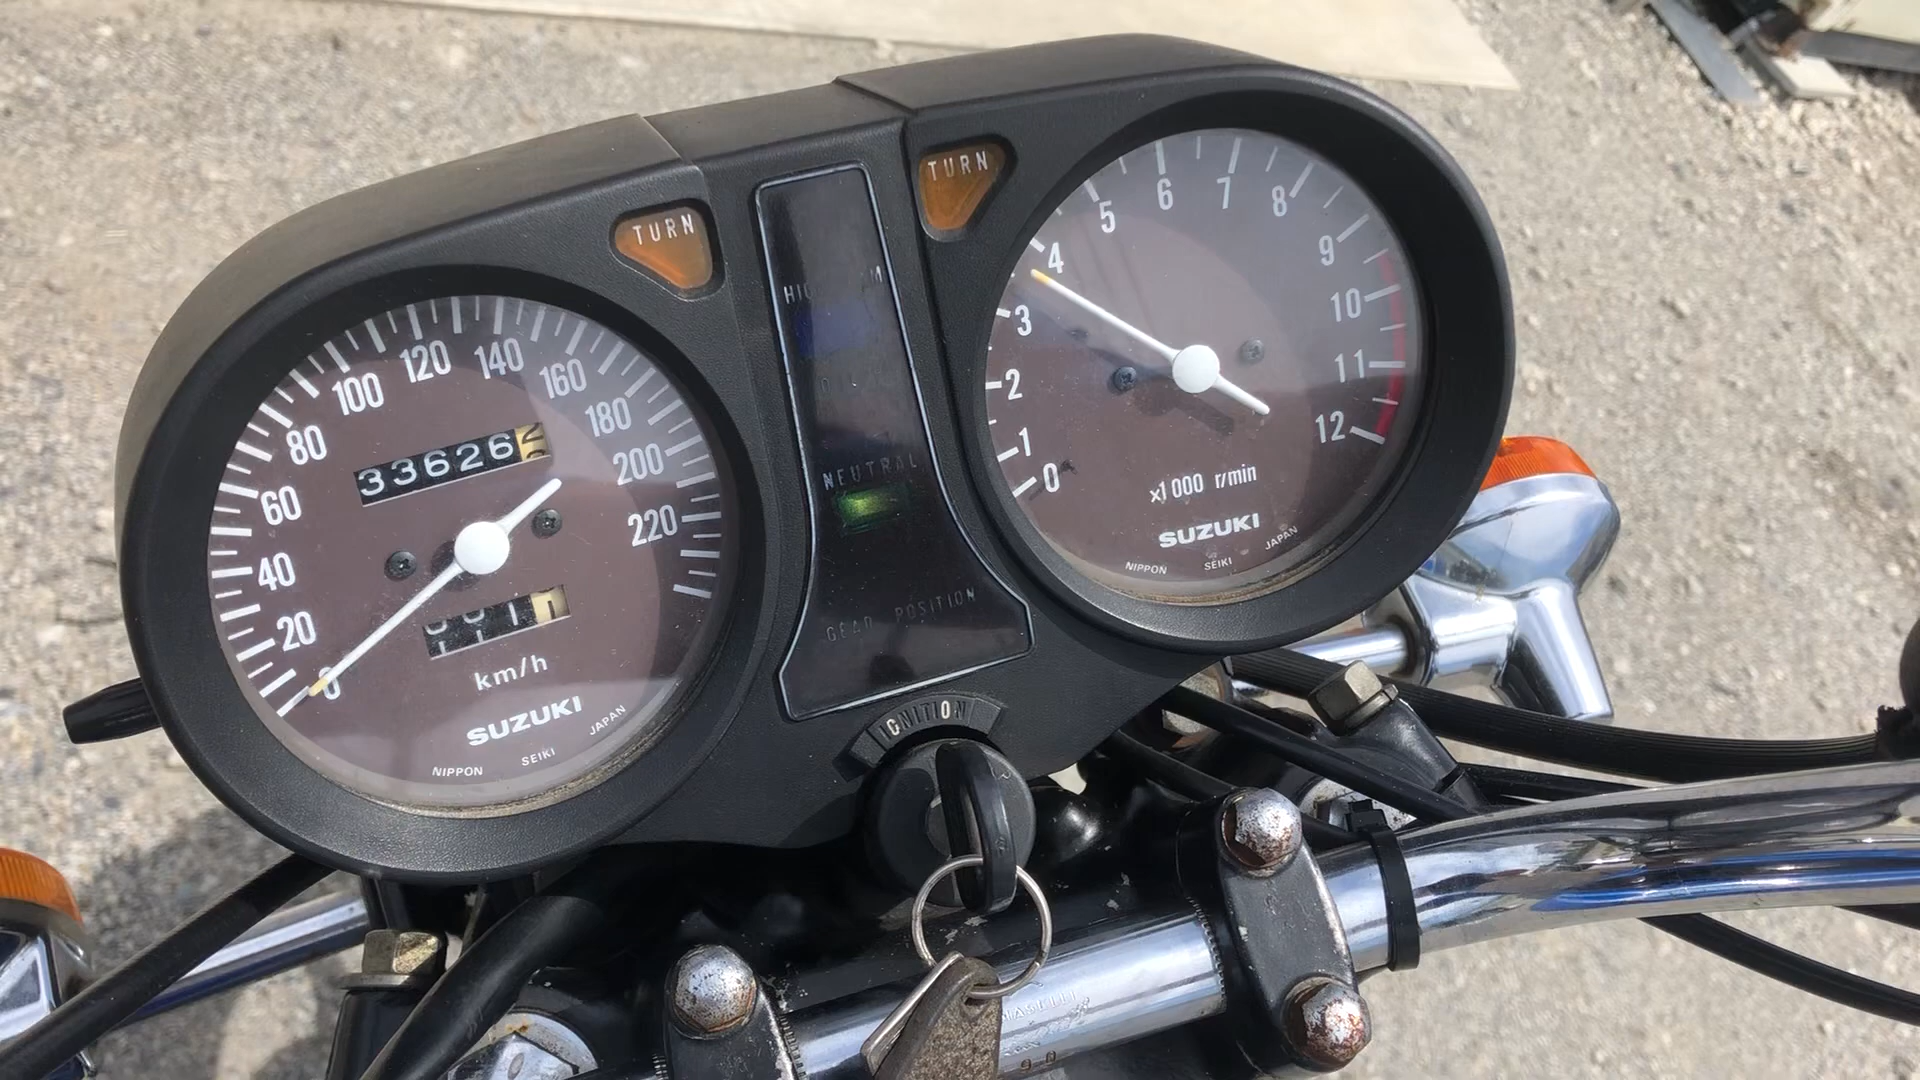 TURN
TURN
0 20 40 60 80 100 120 140 160 180 200 220
33626
km/h
SUZUKI
NIPPON SEIKI JAPAN
NEUTRAL
GEAR POSITION
IGNITION
0 1 2 3 4 5 6 7 8 9 10 11 12
x1000 r/min
SUZUKI
NIPPON SEIKI JAPAN